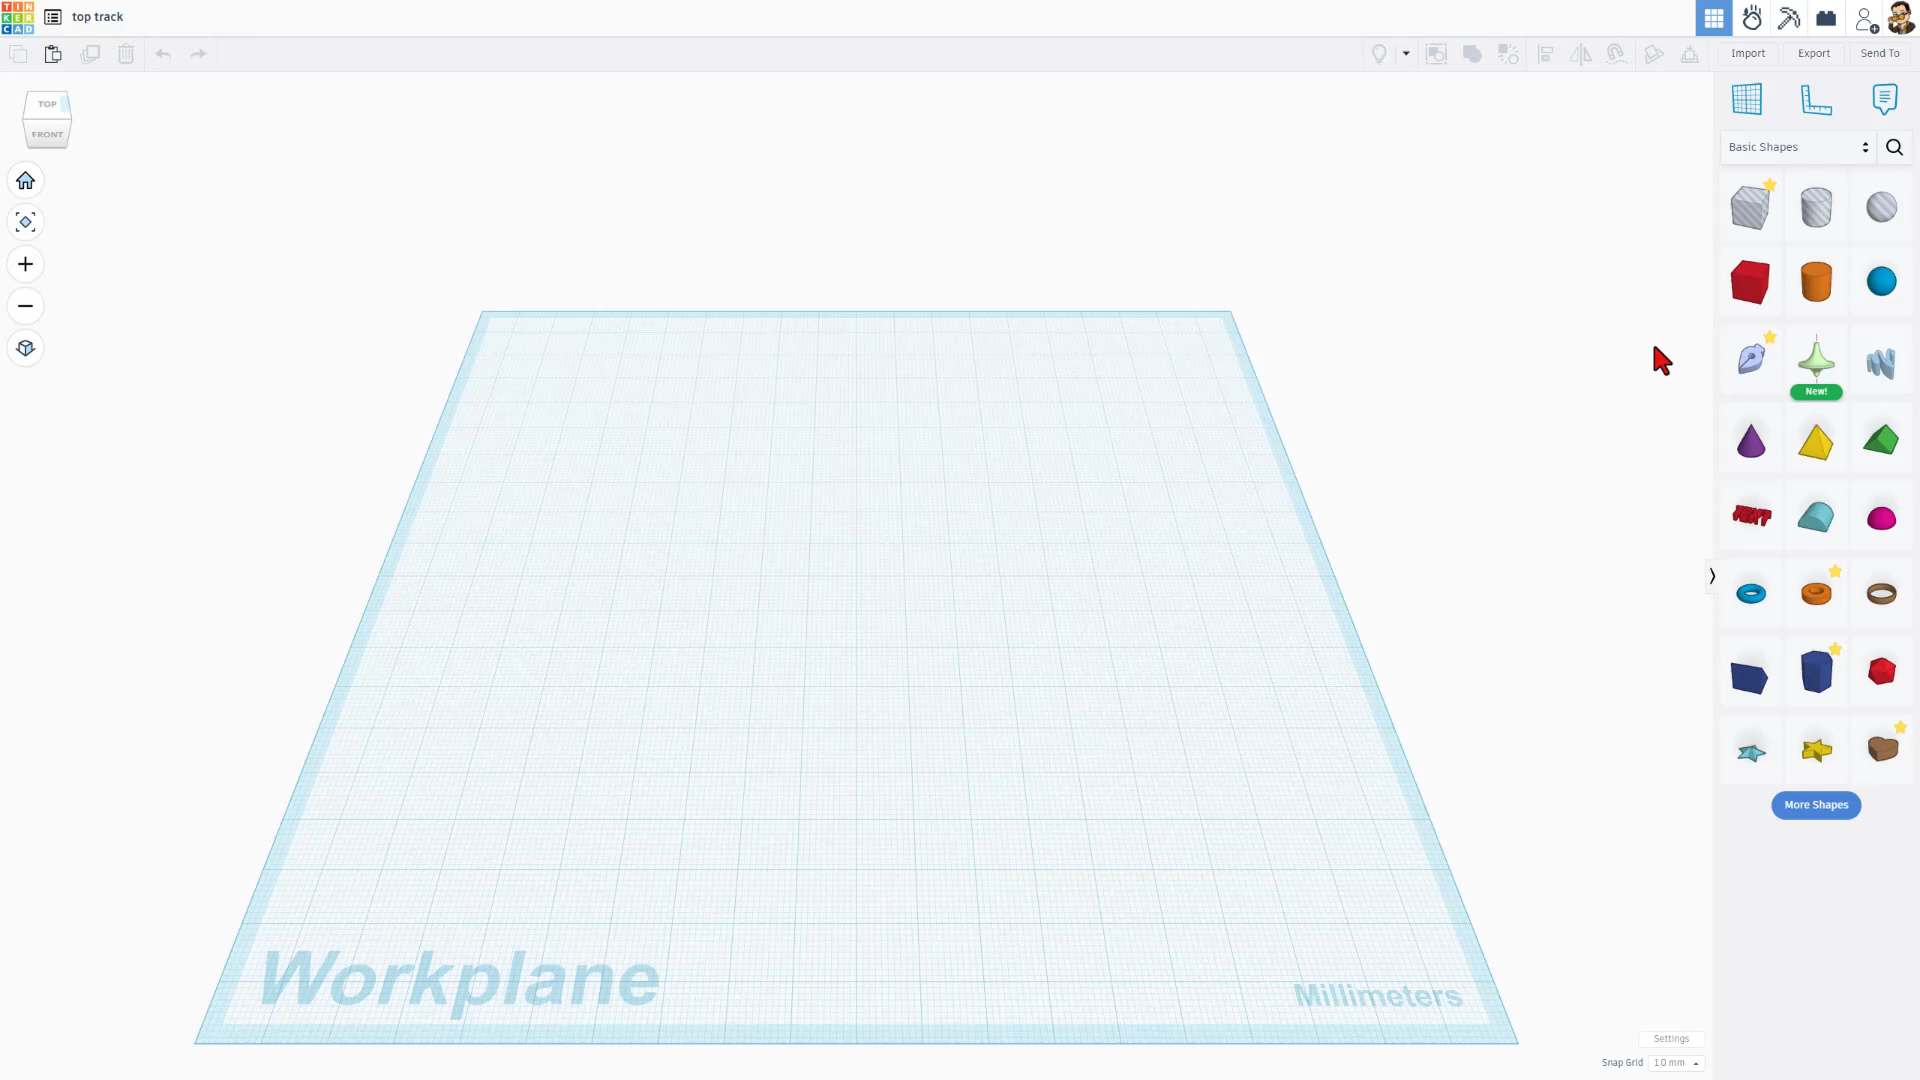 TIN
KER
CAD
top track
Import
Export
Send To
TOP
FRONT
Basic Shapes
New!
TEXT
More Shapes
Workplane
Millimeters
Settings
Snap Grid 1.0 mm